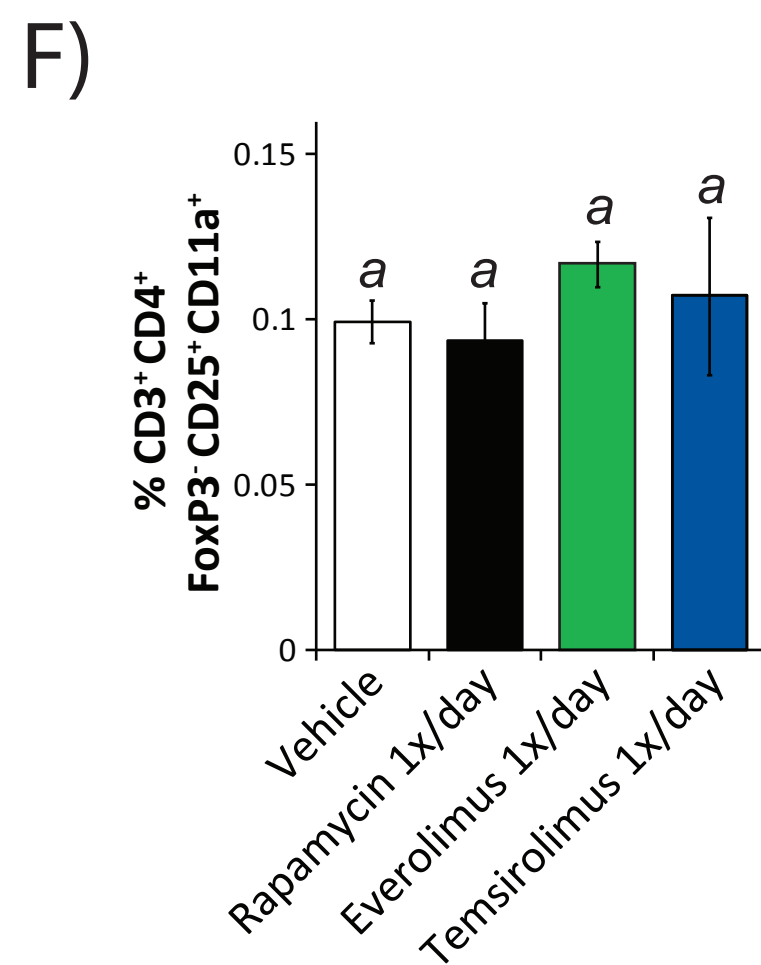 F)
% CD3⁺ CD4⁺
FoxP3⁻ CD25⁺ CD11a⁺
0.15
0.1
0.05
0
a
a
a
a
Vehicle
Rapamycin 1x/day
Everolimus 1x/day
Temsirolimus 1x/day